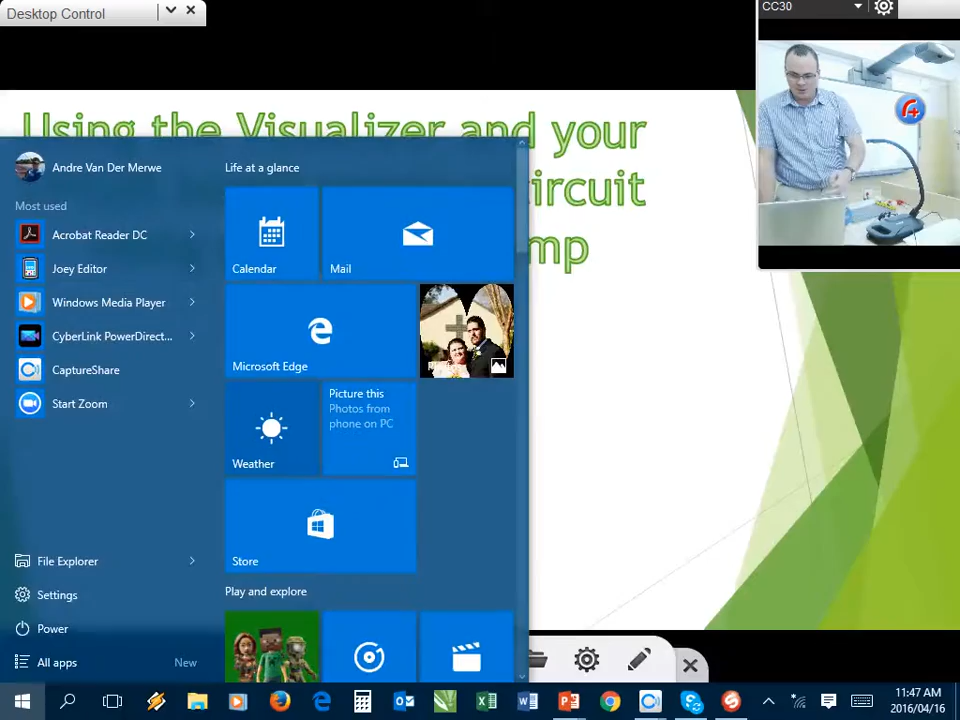 Desktop Control
CC30
Using the Visualizer and your
circuit
mp
Andre Van Der Merwe
Most used
Acrobat Reader DC
Joey Editor
Windows Media Player
CyberLink PowerDirect...
CaptureShare
Start Zoom
File Explorer
Settings
Power
All apps
New
Life at a glance
Calendar
Mail
Microsoft Edge
Weather
Picture this
Photos from
phone on PC
Store
Play and explore
11:47 AM
2016/04/16